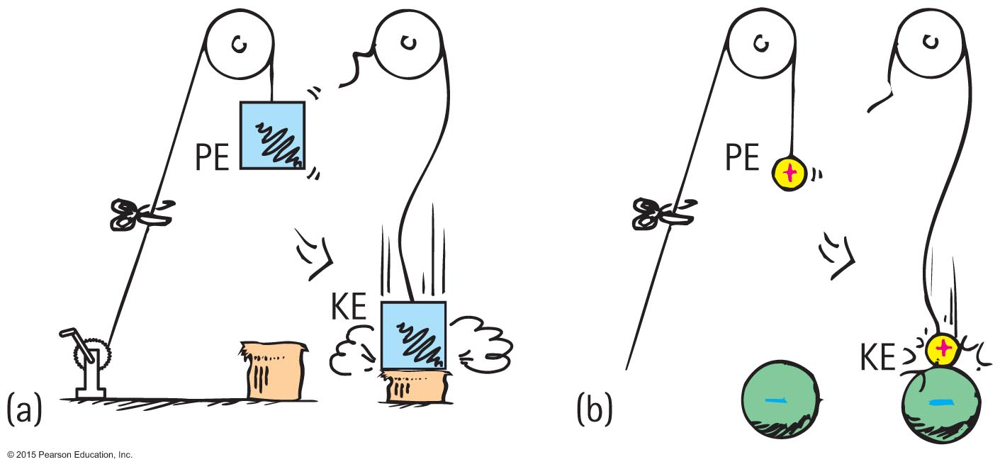 PE
KE
(a)
PE
+
KE
+
(b)
−
−
© 2015 Pearson Education, Inc.